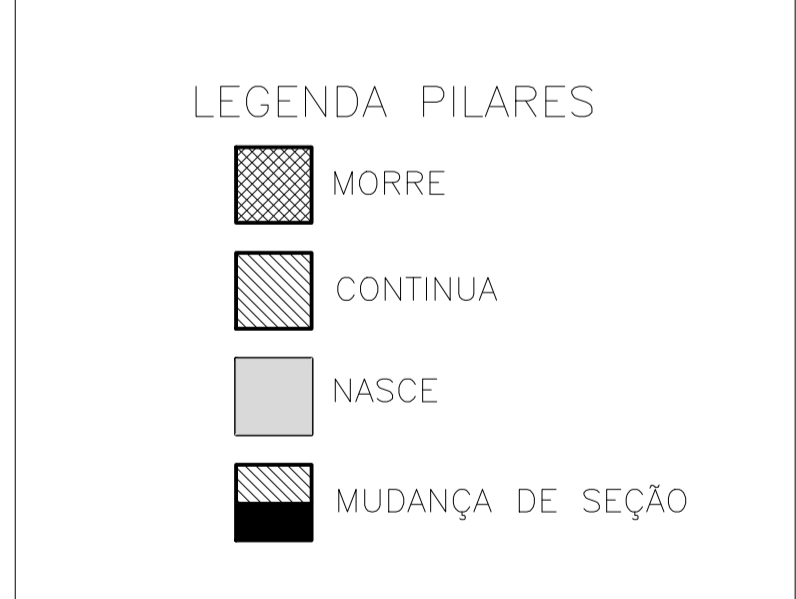 LEGENDA PILARES
MORRE
CONTINUA
NASCE
MUDANÇA DE SEÇÃO